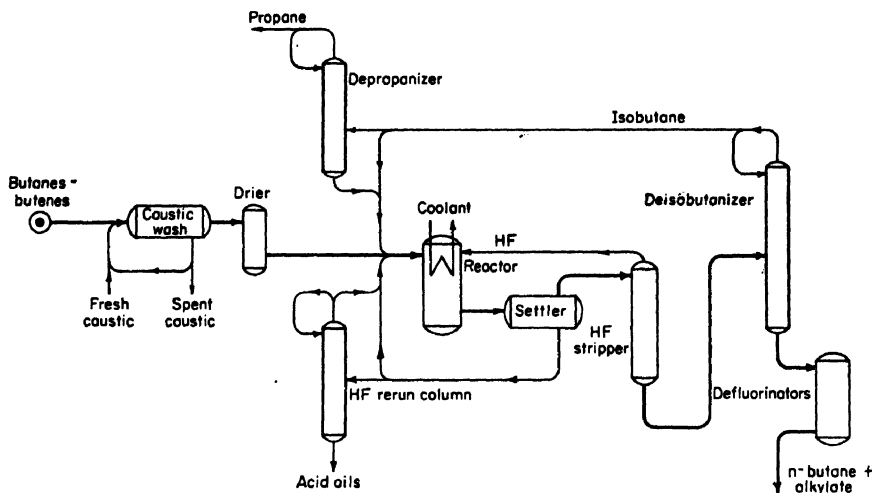 Propane
Depropanizer
Isobutane
Butanes -
butenes
Drier
Caustic
wash
Coolant
Deisobutanizer
HF
Reactor
Fresh
caustic
Spent
caustic
Settler
HF
stripper
HF rerun column
Defluorinators
Acid oils
n-butane +
alkylate